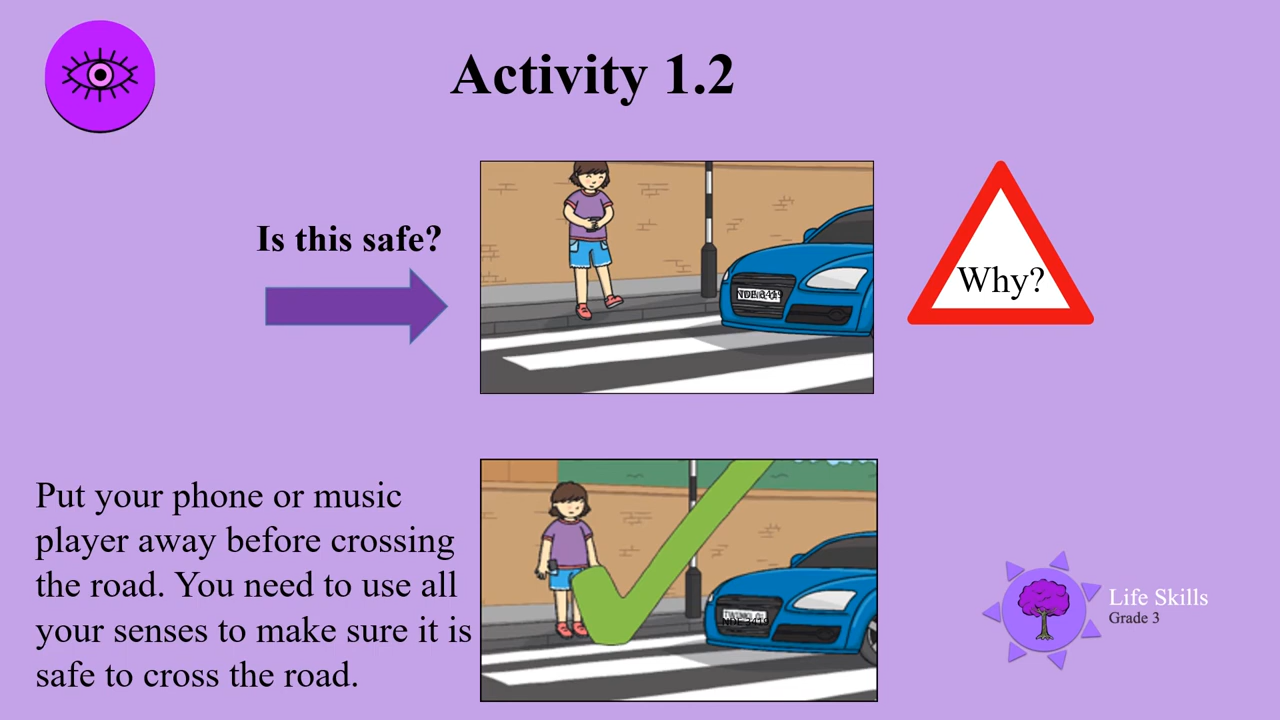 Activity 1.2
Is this safe?
Why?
Put your phone or music
player away before crossing
the road. You need to use all
your senses to make sure it is
safe to cross the road.
Life Skills
Grade 3